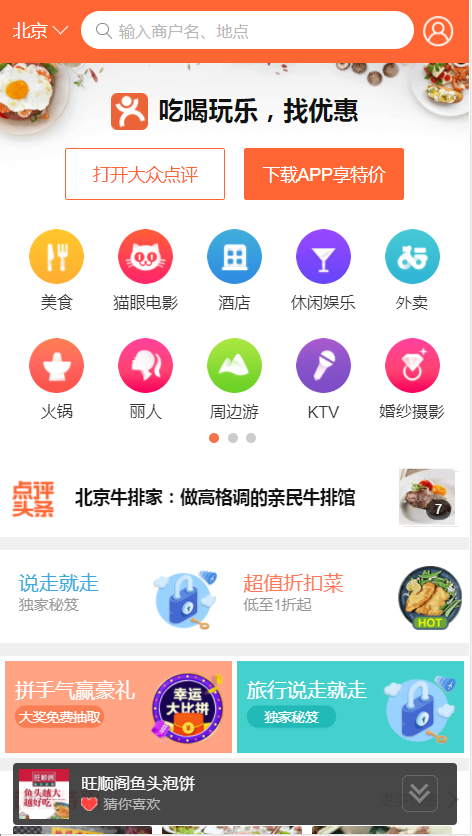 北京
输入商户名、地点
吃喝玩乐，找优惠
打开大众点评
下载APP享特价
美食
猫眼电影
酒店
休闲娱乐
外卖
火锅
丽人
周边游
KTV
婚纱摄影
点评
头条
北京牛排家：做高格调的亲民牛排馆
7
说走就走
独家秘笈
超值折扣菜
低至1折起
HOT
拼手气赢豪礼
大奖免费抽取
幸运
大比拼
旅行说走就走
独家秘笈
旺顺阁
鱼头越大
越好吃
旺顺阁鱼头泡饼
猜你喜欢